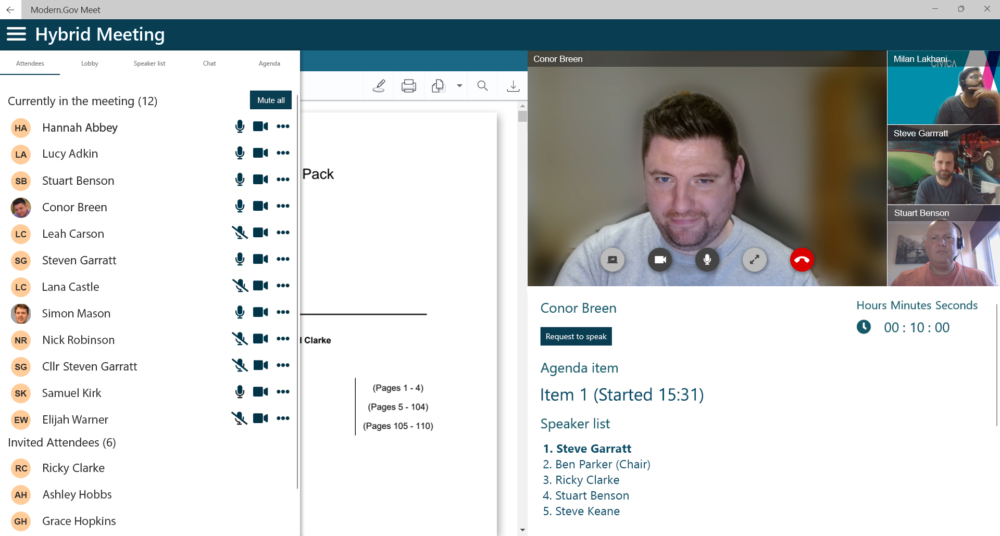 Modern.Gov Meet
Hybrid Meeting
Attendees
Lobby
Speaker list
Chat
Agenda
Currently in the meeting (12)
Mute all
HA Hannah Abbey
LA Lucy Adkin
SB Stuart Benson
Conor Breen
LC Leah Carson
SG Steven Garratt
LC Lana Castle
Simon Mason
NR Nick Robinson
SG Cllr Steven Garratt
SK Samuel Kirk
EW Elijah Warner
Invited Attendees (6)
RC Ricky Clarke
AH Ashley Hobbs
GH Grace Hopkins
Pack
Clarke
(Pages 1 - 4)
(Pages 5 - 104)
(Pages 105 - 110)
Conor Breen
Milan Lakhani
CIVICA
Steve Garrratt
Stuart Benson
Conor Breen
Request to speak
Hours Minutes Seconds
00 : 10 : 00
Agenda item
Item 1 (Started 15:31)
Speaker list
1. Steve Garratt
2. Ben Parker (Chair)
3. Ricky Clarke
4. Stuart Benson
5. Steve Keane